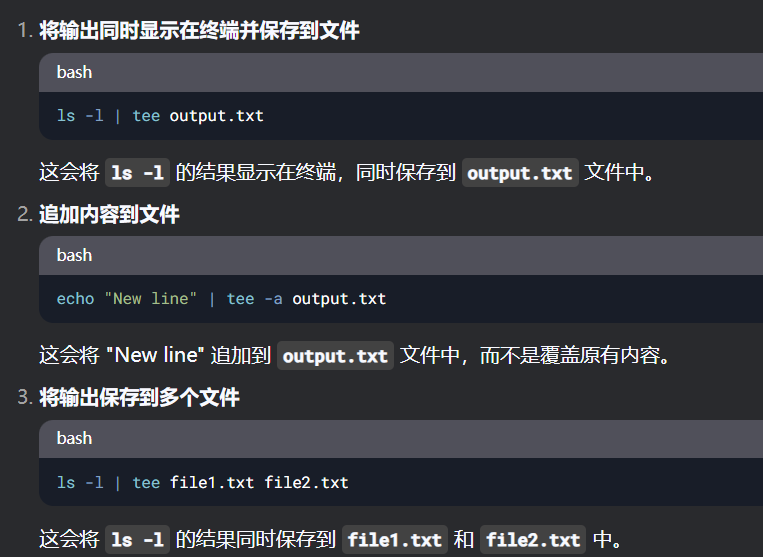 1. 将输出同时显示在终端并保存到文件
bash
ls -l | tee output.txt
这会将 ls -l 的结果显示在终端，同时保存到 output.txt 文件中。
2. 追加内容到文件
bash
echo "New line" | tee -a output.txt
这会将 "New line" 追加到 output.txt 文件中，而不是覆盖原有内容。
3. 将输出保存到多个文件
bash
ls -l | tee file1.txt file2.txt
这会将 ls -l 的结果同时保存到 file1.txt 和 file2.txt 中。